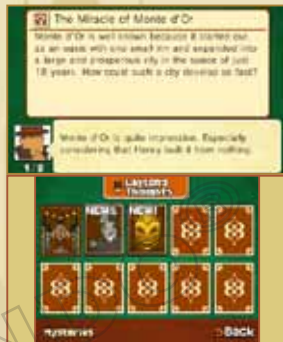 The Miracle of Monte d'Or
Monte d'Or is well known because it started out
as an oasis with one small inn and expanded into
a large and prosperous city in the space of just
18 years. How could such a city develop so fast?
Monte d'Or is quite impressive. Especially
considering that Henry built it from nothing.
Layton's
Thoughts
NEW! NEW!
Mysteries
Back